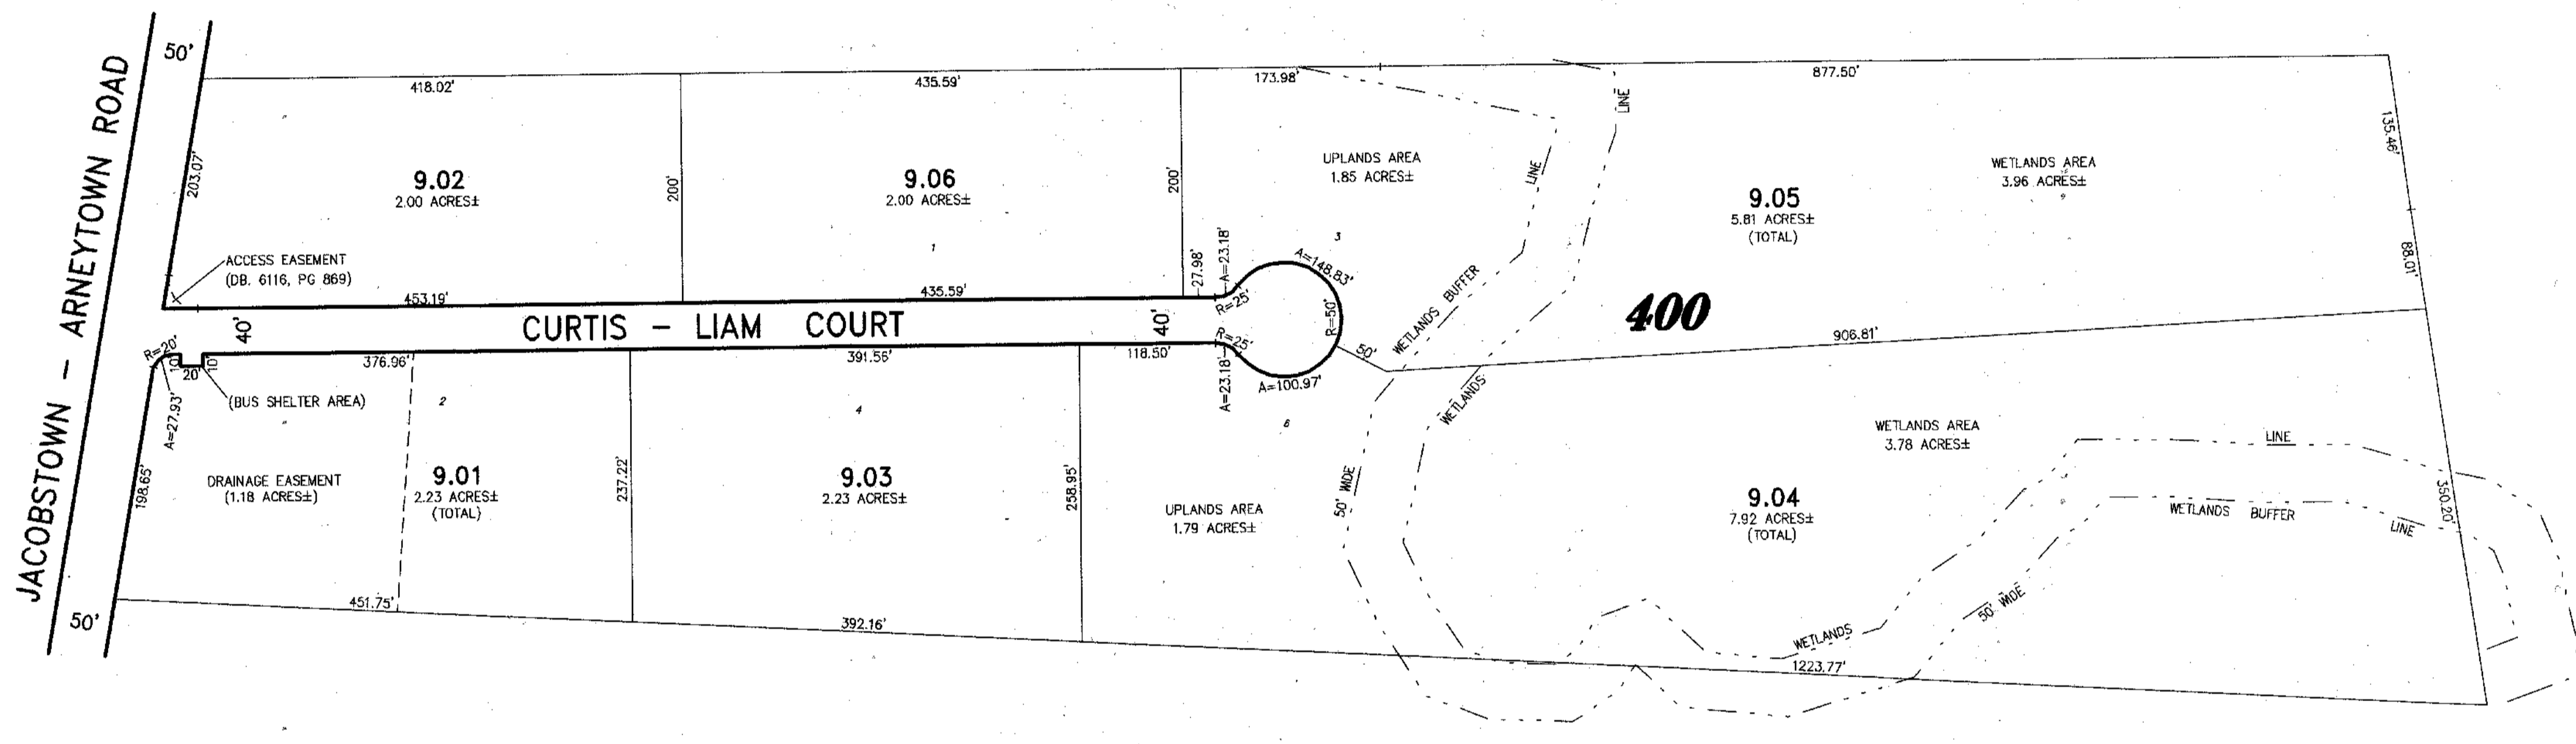 JACOBSTOWN - ARNEYTOWN ROAD
50'
50'
418.02'
435.59'
173.98'
877.50'
135.46'
88.01'
203.07'
9.02
2.00 ACRES±
200'
9.06
2.00 ACRES±
1
200'
UPLANDS AREA
1.85 ACRES±
3
LINE
LINE
9.05
5.81 ACRES±
(TOTAL)
WETLANDS AREA
3.96 ACRES±
ACCESS EASEMENT
(DB. 6116, PG 869)
453.19'
435.59'
27.98'
A=23.18'
R=25'
A=148.83'
R=50'
40'
CURTIS - LIAM COURT
40'
R=25'
A=23.18'
A=100.97'
50'
WETLANDS BUFFER
400
906.81'
R=20'
10'
20'
10'
A=27.93'
(BUS SHELTER AREA)
376.96'
391.56'
118.50'
198.65'
DRAINAGE EASEMENT
(1.18 ACRES±)
2
9.01
2.23 ACRES±
(TOTAL)
237.22'
4
9.03
2.23 ACRES±
258.95'
6
UPLANDS AREA
1.79 ACRES±
50' WIDE
WETLANDS
WETLANDS AREA
3.78 ACRES±
LINE
9.04
7.92 ACRES±
(TOTAL)
WETLANDS BUFFER
LINE
350.20'
50' WIDE
WETLANDS
451.75'
392.16'
1223.77'